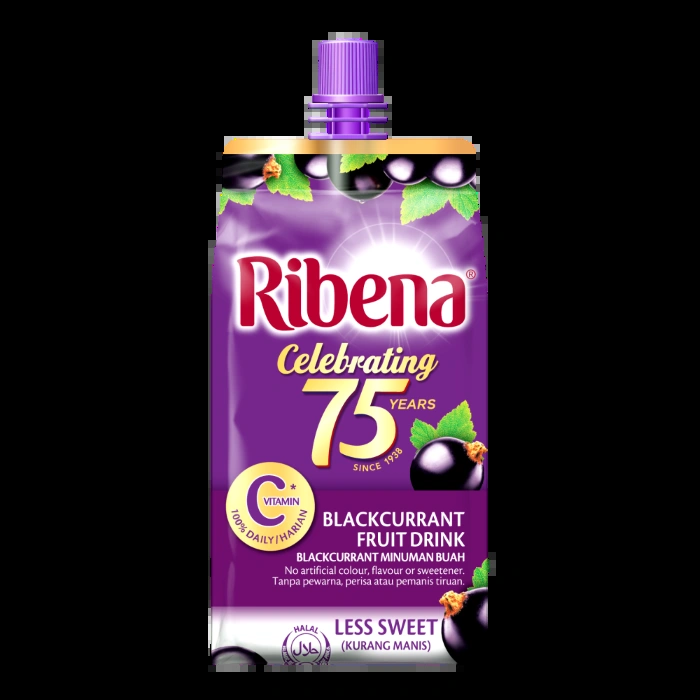 Ribena®
Celebrating
75 YEARS
SINCE 1938
C* VITAMIN
100% DAILY/HARIAN
BLACKCURRANT
FRUIT DRINK
BLACKCURRANT MINUMAN BUAH
No artificial colour, flavour or sweetener.
Tanpa pewarna, perisa atau pemanis tiruan.
LESS SWEET
(KURANG MANIS)
HALAL
حلال